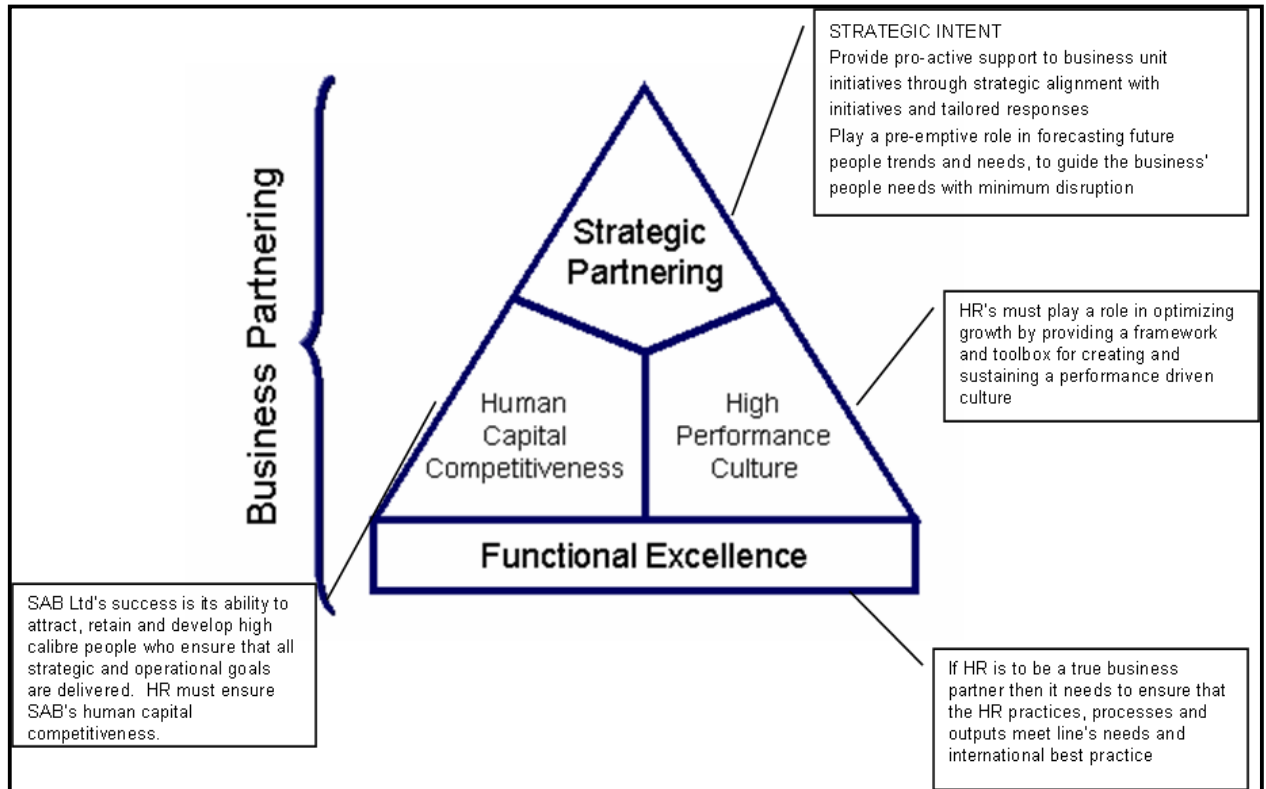 STRATEGIC INTENT
Provide pro-active support to business unit
initiatives through strategic alignment with
initiatives and tailored responses
Play a pre-emptive role in forecasting future
people trends and needs, to guide the business'
people needs with minimum disruption
Business Partnering
Strategic
Partnering
HR's must play a role in optimizing
growth by providing a framework
and toolbox for creating and
sustaining a performance driven
culture
Human
Capital
Competitiveness
High
Performance
Culture
Functional Excellence
SAB Ltd's success is its ability to
attract, retain and develop high
calibre people who ensure that all
strategic and operational goals
are delivered.  HR must ensure
SAB's human capital
competitiveness.
If HR is to be a true business
partner then it needs to ensure that
the HR practices, processes and
outputs meet line's needs and
international best practice